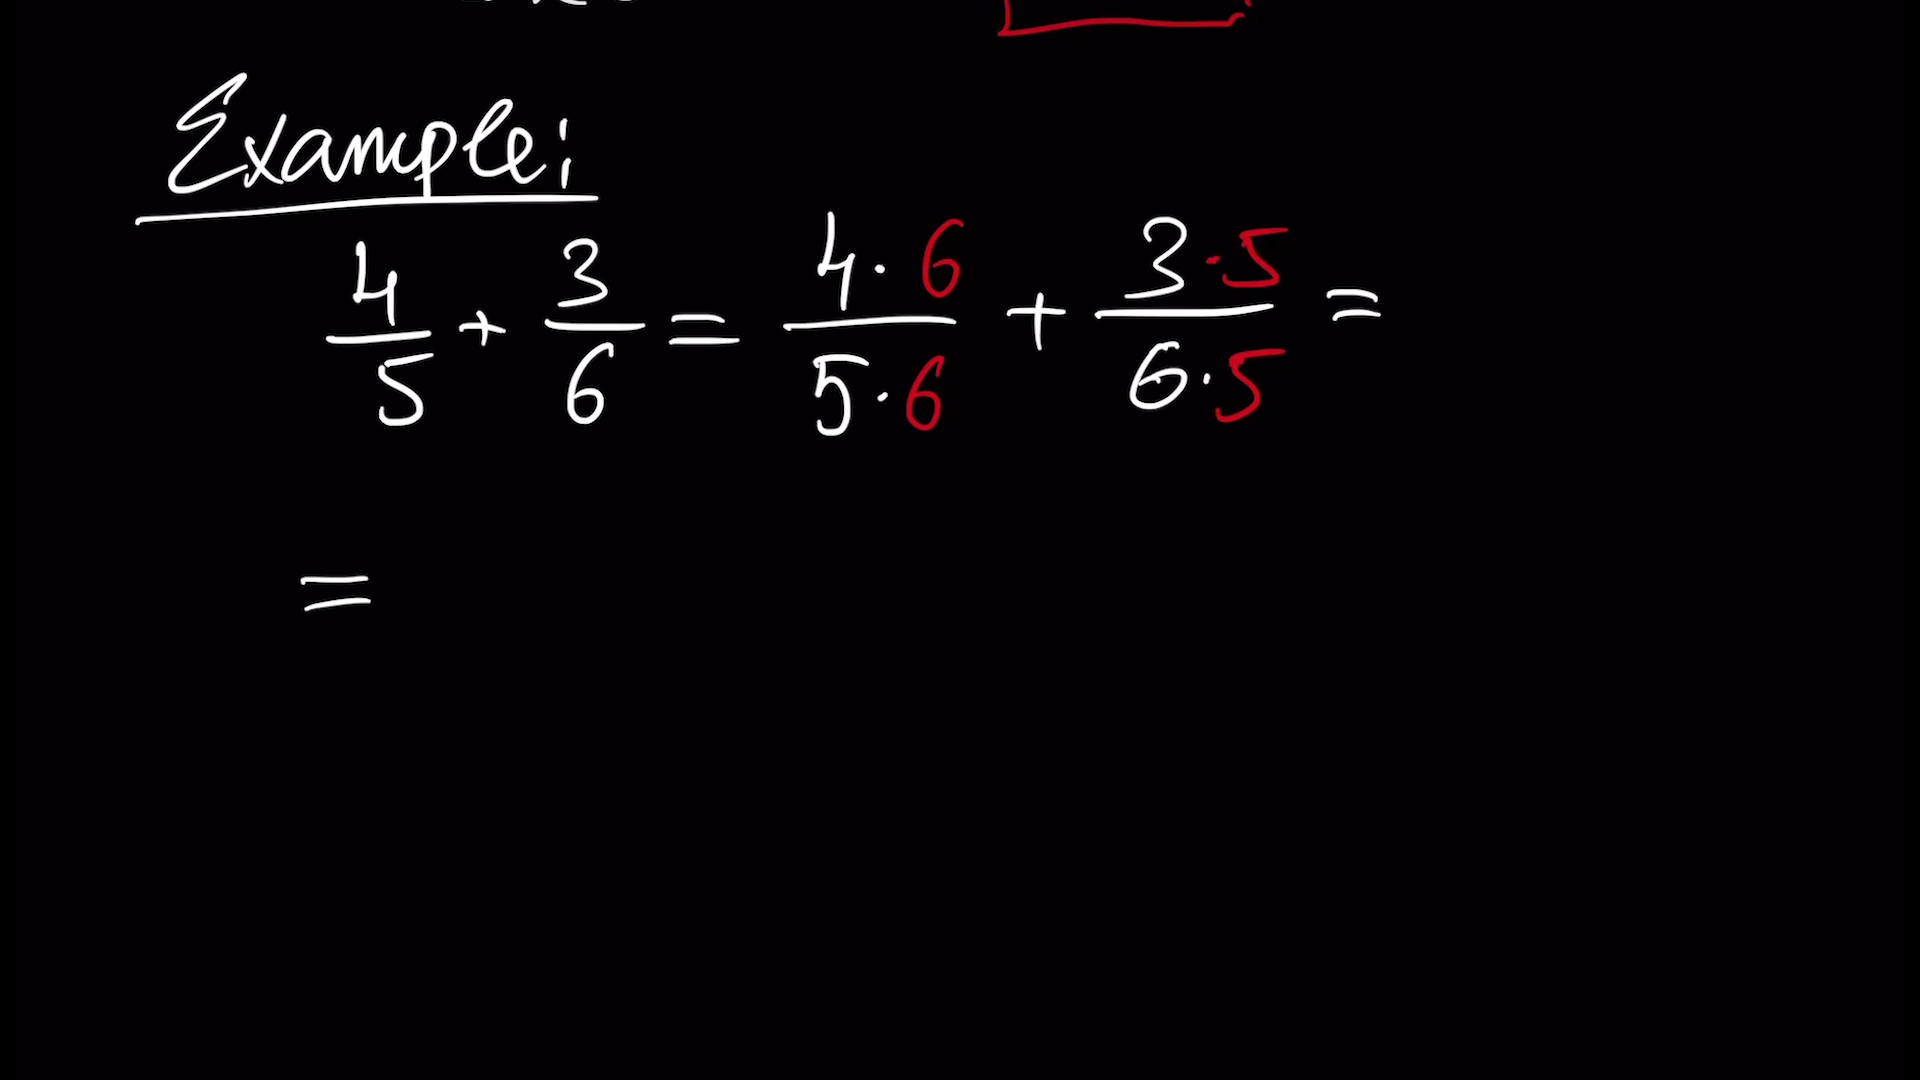 Example:
4/5 + 3/6 = 4·6/5·6 + 3·5/6·5 =
=